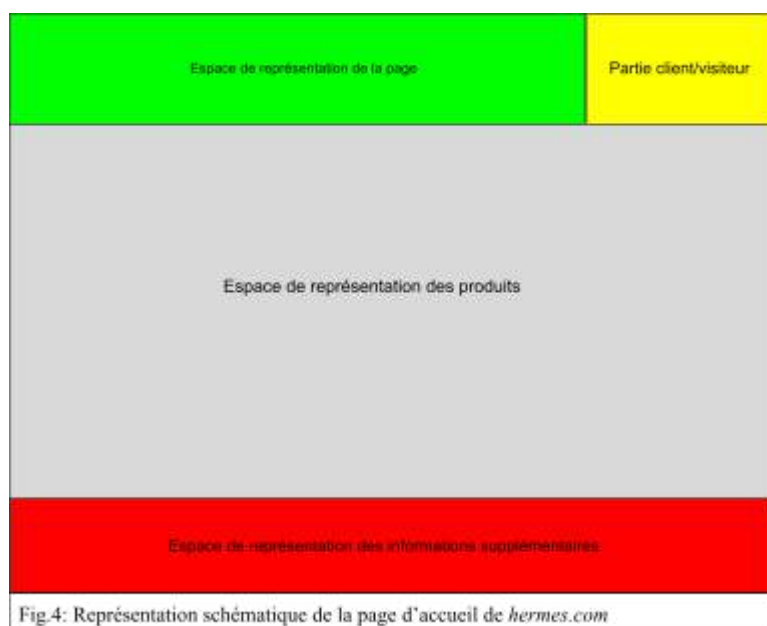 Espace de représentation de la page
Partie client/visiteur
Espace de représentation des produits
Espace de représentation des informations supplémentaires
Fig.4: Représentation schématique de la page d’accueil de hermes.com